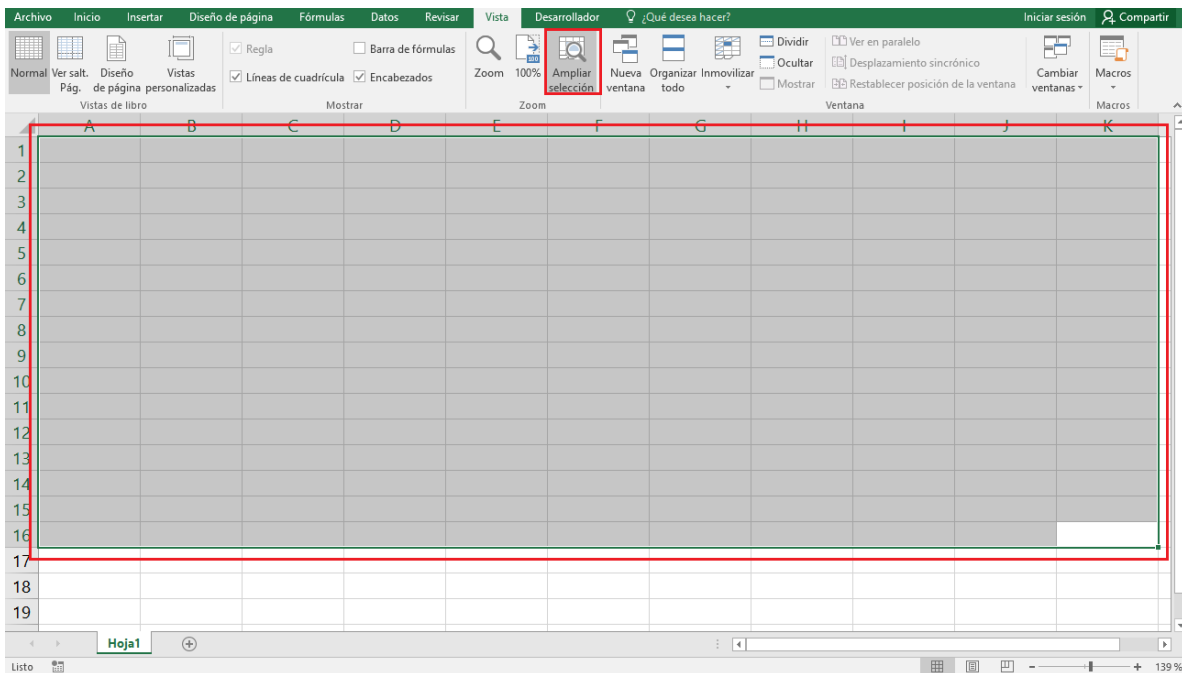 Archivo Inicio Insertar Diseño de página Fórmulas Datos Revisar Vista Desarrollador ¿Qué desea hacer? Iniciar sesión Compartir
Normal Ver salt. Pág. Diseño de página Vistas personalizadas
Vistas de libro
Regla Barra de fórmulas
Líneas de cuadrícula Encabezados
Mostrar
Zoom 100% Ampliar selección
100
Zoom
Nueva ventana Organizar todo Inmovilizar
Dividir
Ocultar
Mostrar
Ver en paralelo
Desplazamiento sincrónico
Restablecer posición de la ventana
Cambiar ventanas
Ventana
Macros
Macros
A B C D E F G H I J K
1
2
3
4
5
6
7
8
9
10
11
12
13
14
15
16
17
18
19
Hoja1
Listo
139 %